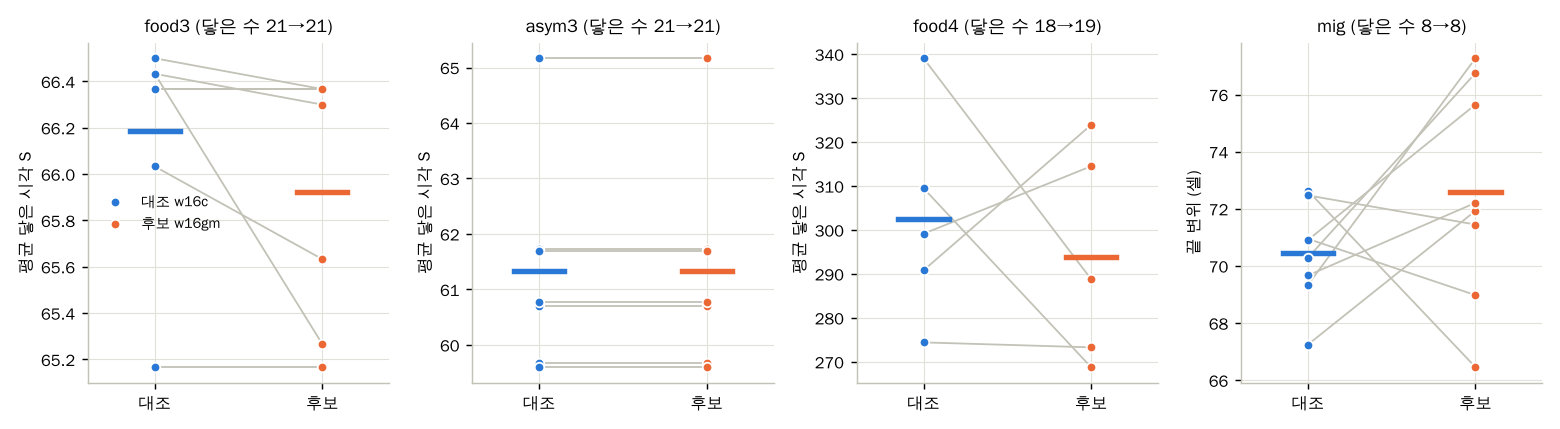 food3 (닿은 수 21→21)
평균 닿은 시각 S
66.4
66.2
66.0
65.8
65.6
65.4
65.2
대조 w16c
후보 w16gm
대조
후보
asym3 (닿은 수 21→21)
평균 닿은 시각 S
65
64
63
62
61
60
대조
후보
food4 (닿은 수 18→19)
평균 닿은 시각 S
340
330
320
310
300
290
280
270
대조
후보
mig (닿은 수 8→8)
끝 변위 (셀)
76
74
72
70
68
66
대조
후보